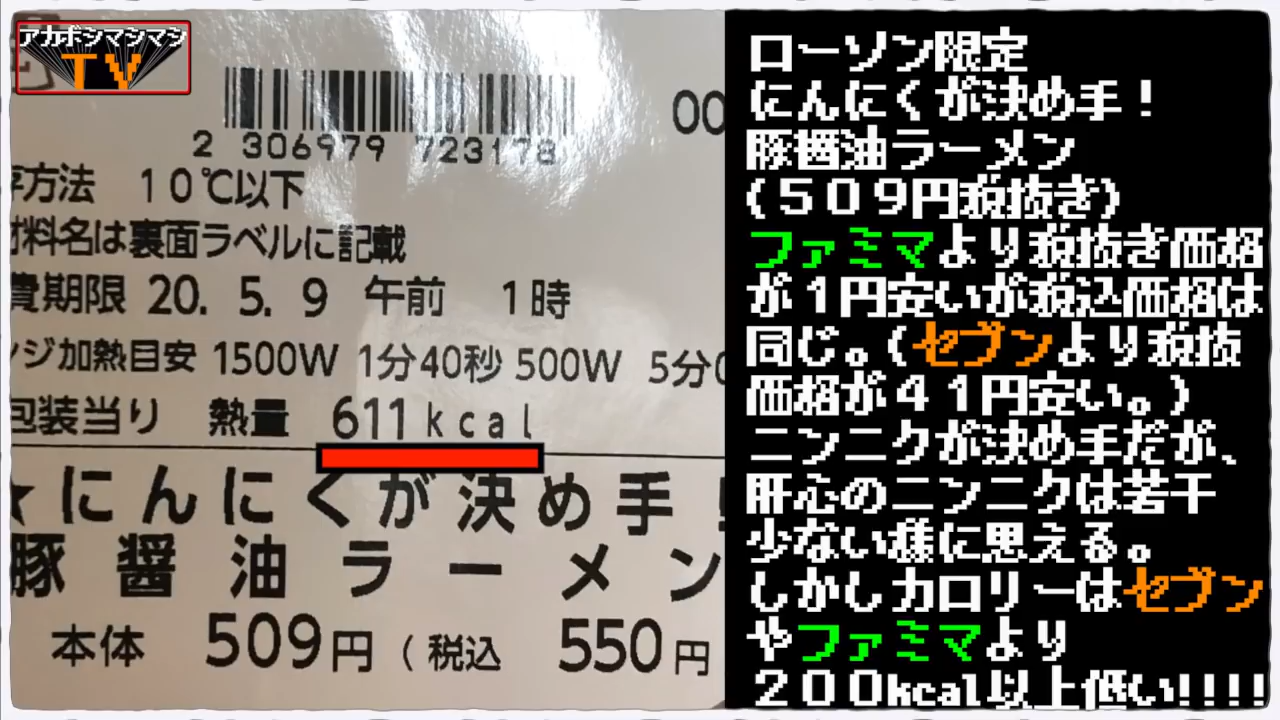 アカボシマシマシ
TV
00
2 306979 723178
存方法 10℃以下
材料名は裏面ラベルに記載
費期限 20. 5. 9 午前 1時
ンジ加熱目安 1500W 1分40秒 500W 5分0
包装当り 熱量 611kcal
★にんにくが決め手!
豚醤油ラーメン
本体 509円 (税込 550円
ローソン限定
にんにくが決め手！
豚醤油ラーメン
(５０９円税抜き)
ファミマより税抜き価格
が１円安いが税込価格は
同じ。(セブンより税抜
価格が４１円安い。)
ニンニクが決め手だが、
肝心のニンニクは若干
少ない様に思える。
しかしカロリーはセブン
やファミマより
２００kcal以上低い!!!!